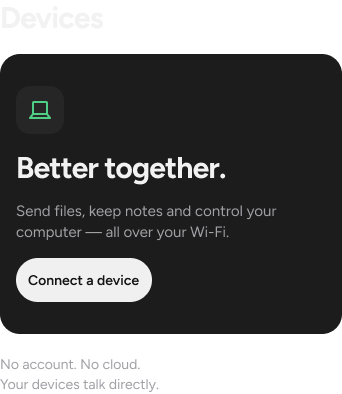 Devices
Better together.
Send files, keep notes and control your
computer — all over your Wi-Fi.
Connect a device
No account. No cloud.
Your devices talk directly.